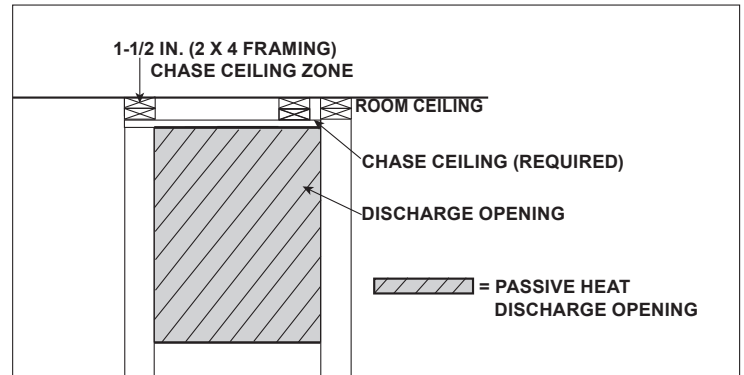 1-1/2 IN. (2 X 4 FRAMING)
CHASE CEILING ZONE
ROOM CEILING
CHASE CEILING (REQUIRED)
DISCHARGE OPENING
= PASSIVE HEAT
DISCHARGE OPENING